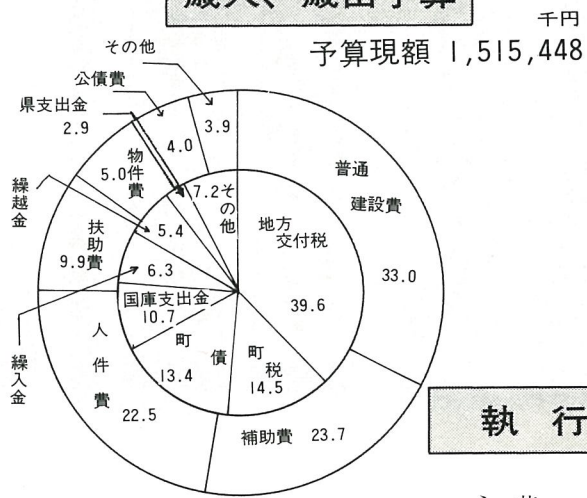 歳入、歳出予算
千円
予算現額 1,515,448
その他
公債費
県支出金
2.9
4.0
3.9
物件費
5.0
7.2
その他
普通
建設費
33.0
繰越金
5.4
地方
交付税
39.6
扶助費
9.9
6.3
国庫支出金
10.7
繰入金
人件費
22.5
町債
13.4
町税
14.5
補助費 23.7
執行